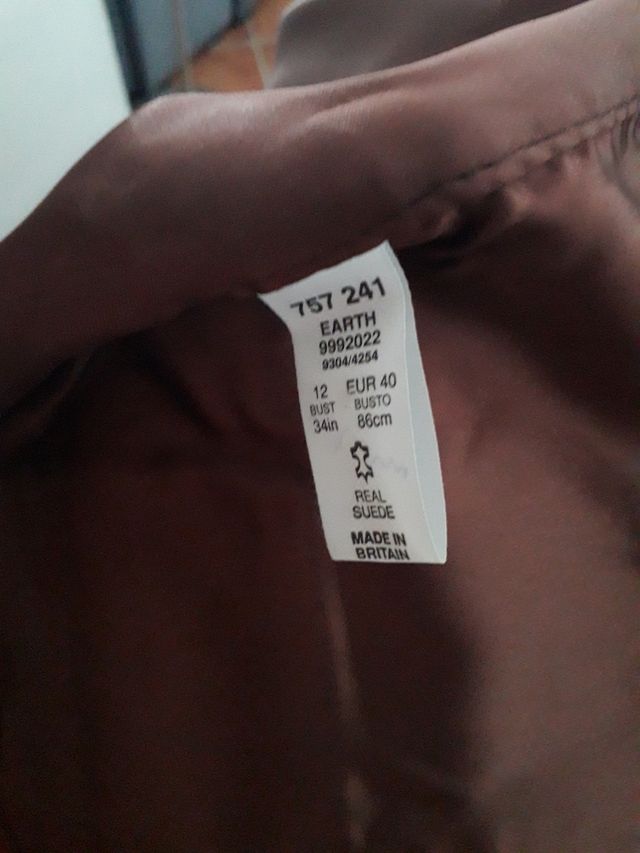 757 241
EARTH
9992022
9304/4254
12 EUR 40
BUST BUSTO
34in 86cm
REAL
SUEDE
MADE IN
BRITAIN